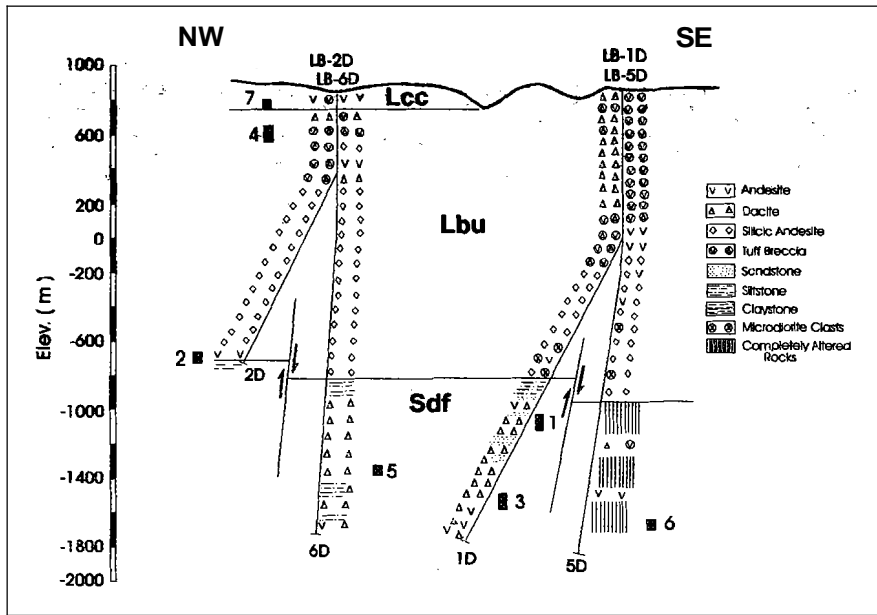 NW
SE
LB-2D
LB-6D
LB-1D
LB-5D
Elev. ( m )
1000
600
200
0
-200
-600
-1000
-1400
-1800
-2000
Lcc
Lbu
Sdf
7
4
2
5
1
3
6
2D
6D
1D
5D
Andesite
Dacite
Silicic Andesite
Tuff Breccia
Sandstone
Siltstone
Claystone
Microdiorite Clasts
Completely Altered
Rocks